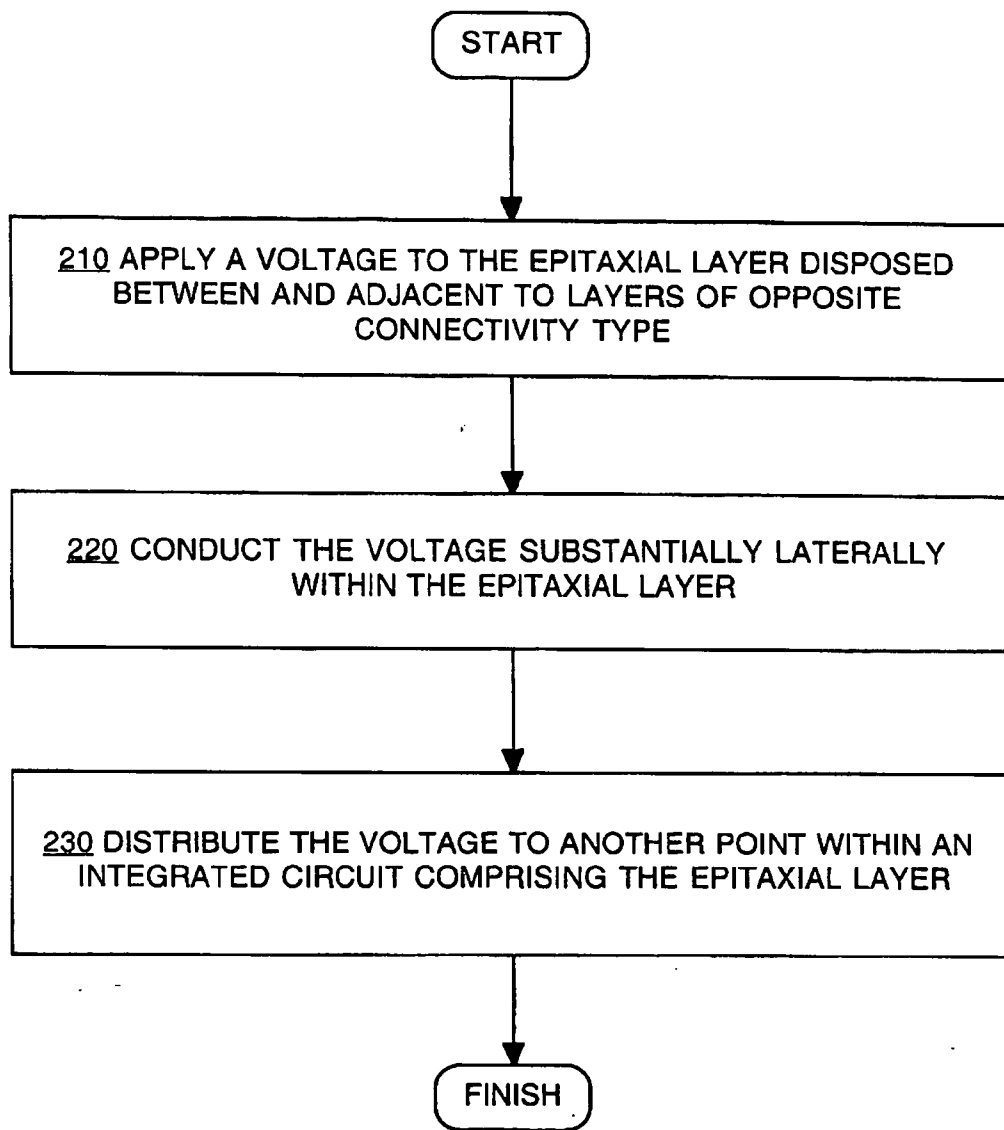 START
210 APPLY A VOLTAGE TO THE EPITAXIAL LAYER DISPOSED
BETWEEN AND ADJACENT TO LAYERS OF OPPOSITE
CONNECTIVITY TYPE
220 CONDUCT THE VOLTAGE SUBSTANTIALLY LATERALLY
WITHIN THE EPITAXIAL LAYER
230 DISTRIBUTE THE VOLTAGE TO ANOTHER POINT WITHIN AN
INTEGRATED CIRCUIT COMPRISING THE EPITAXIAL LAYER
FINISH